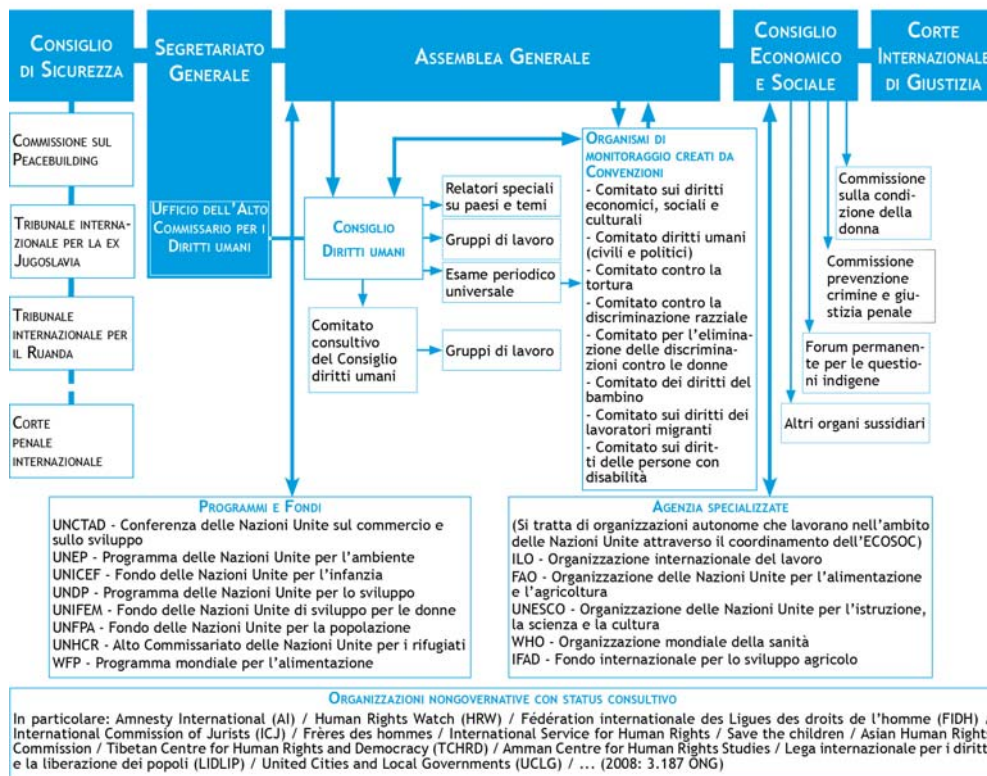 CONSIGLIO
DI SICUREZZA
SEGRETARIATO
GENERALE
ASSEMBLEA GENERALE
CONSIGLIO
ECONOMICO
E SOCIALE
CORTE
INTERNAZIONALE
DI GIUSTIZIA
COMMISSIONE SUL
PEACEBUILDING
TRIBUNALE INTERNA-
ZIONALE PER LA EX
JUGOSLAVIA
TRIBUNALE
INTERNAZIONALE PER
IL RUANDA
CORTE
PENALE
INTERNAZIONALE
UFFICIO DELL'ALTO
COMMISSARIO PER I
DIRITTI UMANI
CONSIGLIO
DIRITTI UMANI
Relatori speciali
su paesi e temi
Gruppi di lavoro
Esame periodico
universale
Comitato
consultivo
del Consiglio
diritti umani
Gruppi di lavoro
ORGANISMI DI
MONITORAGGIO CREATI DA
CONVENZIONI
- Comitato sui diritti
economici, sociali e
culturali
- Comitato diritti umani
(civili e politici)
- Comitato contro la
tortura
- Comitato contro la
discriminazione razziale
- Comitato per l'elimina-
zione delle discrimina-
zioni contro le donne
- Comitato dei diritti del
bambino
- Comitato sui diritti dei
lavoratori migranti
- Comitato sui dirit-
ti delle persone con
disabilità
Commissione
sulla con-
dizione della
donna
Commissione
prevenzione
crimine e giu-
stizia penale
Forum permanen-
te per le questio-
ni indigene
Altri organi sussidiari
PROGRAMMI E FONDI
UNCTAD - Conferenza delle Nazioni Unite sul commercio e
sullo sviluppo
UNEP - Programma delle Nazioni Unite per l'ambiente
UNICEF - Fondo delle Nazioni Unite per l'infanzia
UNDP - Programma delle Nazioni Unite per lo sviluppo
UNIFEM - Fondo delle Nazioni Unite di sviluppo per le donne
UNFPA - Fondo delle Nazioni Unite per la popolazione
UNHCR - Alto Commissariato delle Nazioni Unite per i rifugiati
WFP - Programma mondiale per l'alimentazione
AGENZIA SPECIALIZZATE
(Si tratta di organizzazioni autonome che lavorano nell'ambito
delle Nazioni Unite attraverso il coordinamento dell'ECOSOC)
ILO - Organizzazione internazionale del lavoro
FAO - Organizzazione delle Nazioni Unite per l'alimentazione
e l'agricoltura
UNESCO - Organizzazione delle Nazioni Unite per l'istruzione,
la scienza e la cultura
WHO - Organizzazione mondiale della sanità
IFAD - Fondo internazionale per lo sviluppo agricolo
ORGANIZZAZIONI NONGOVERNATIVE CON STATUS CONSULTIVO
In particolare: Amnesty International (AI) / Human Rights Watch (HRW) / Fédération internationale des Ligues des droits de l'homme (FIDH) /
International Commission of Jurists (ICJ) / Frères des hommes / International Service for Human Rights / Save the children / Asian Human Rights
Commission / Tibetan Centre for Human Rights and Democracy (TCHRD) / Amman Centre for Human Rights Studies / Lega internazionale per i diritti
e la liberazione dei popoli (LIDLIP) / United Cities and Local Governments (UCLG) / ... (2008: 3.187 ONG)